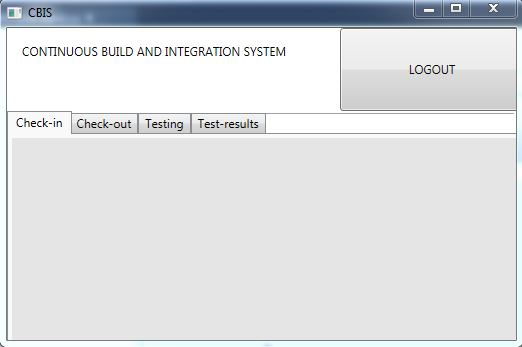 CBIS
CONTINUOUS BUILD AND INTEGRATION SYSTEM
LOGOUT
Check-in
Check-out
Testing
Test-results